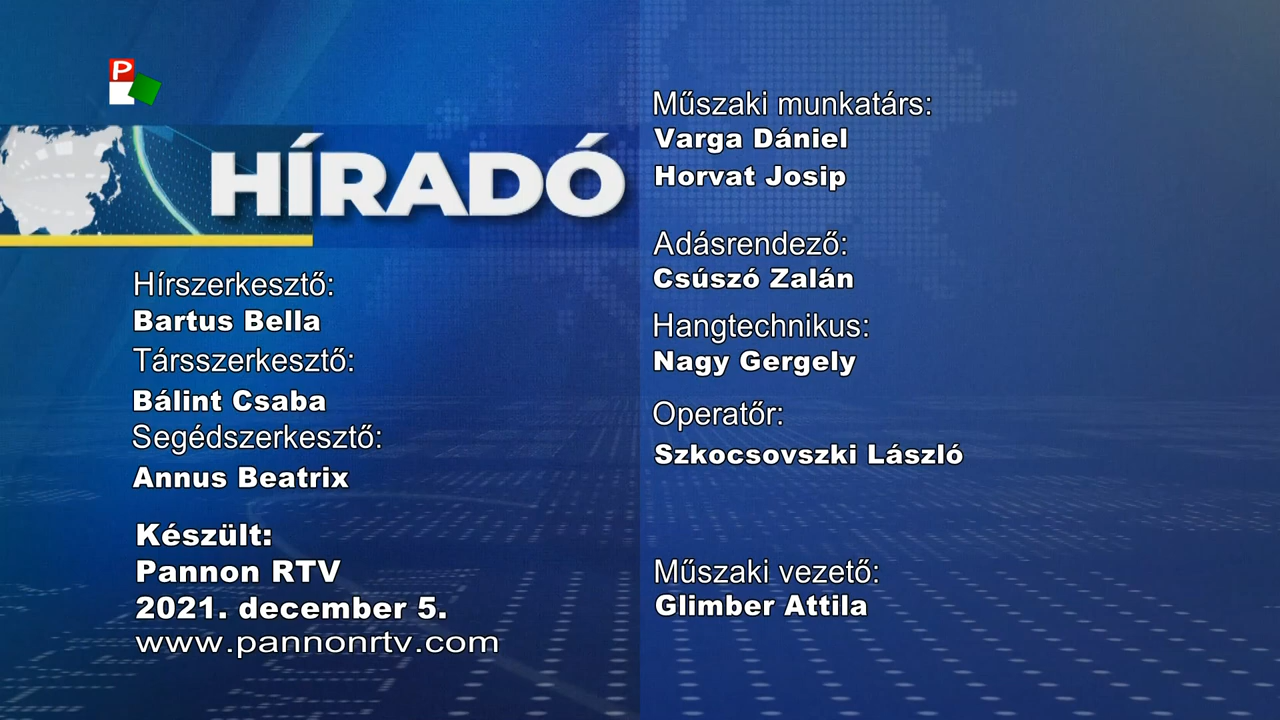 P
HÍRADÓ
Hírszerkesztő:
Bartus Bella
Társszerkesztő:
Bálint Csaba
Segédszerkesztő:
Annus Beatrix
Készült:
Pannon RTV
2021. december 5.
www.pannonrtv.com
Műszaki munkatárs:
Varga Dániel
Horvat Josip
Adásrendező:
Csúszó Zalán
Hangtechnikus:
Nagy Gergely
Operatőr:
Szkocsovszki László
Műszaki vezető:
Glimber Attila